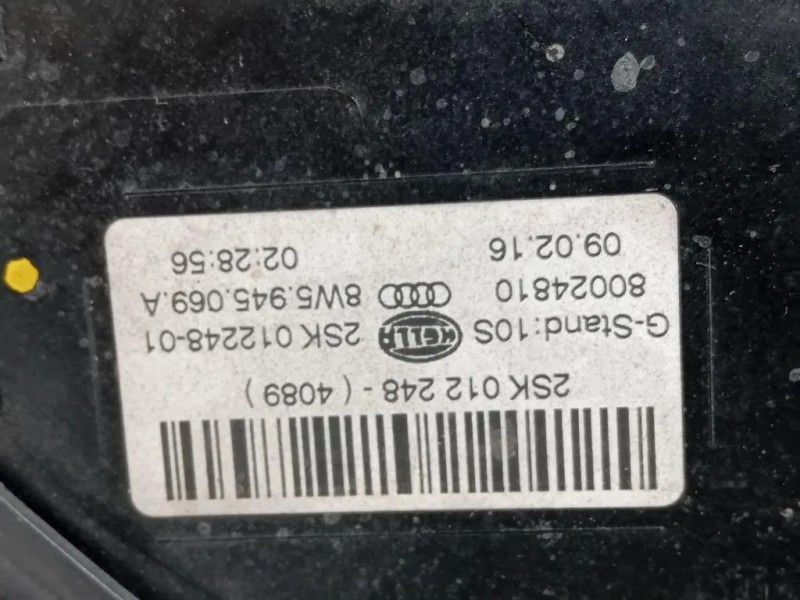 2SK 012 248 - ( 4089 )
G-Stand:10S HELLA 2SK 012248-01
80024810 8W5.945.069.A
09.02.16 02:28:56